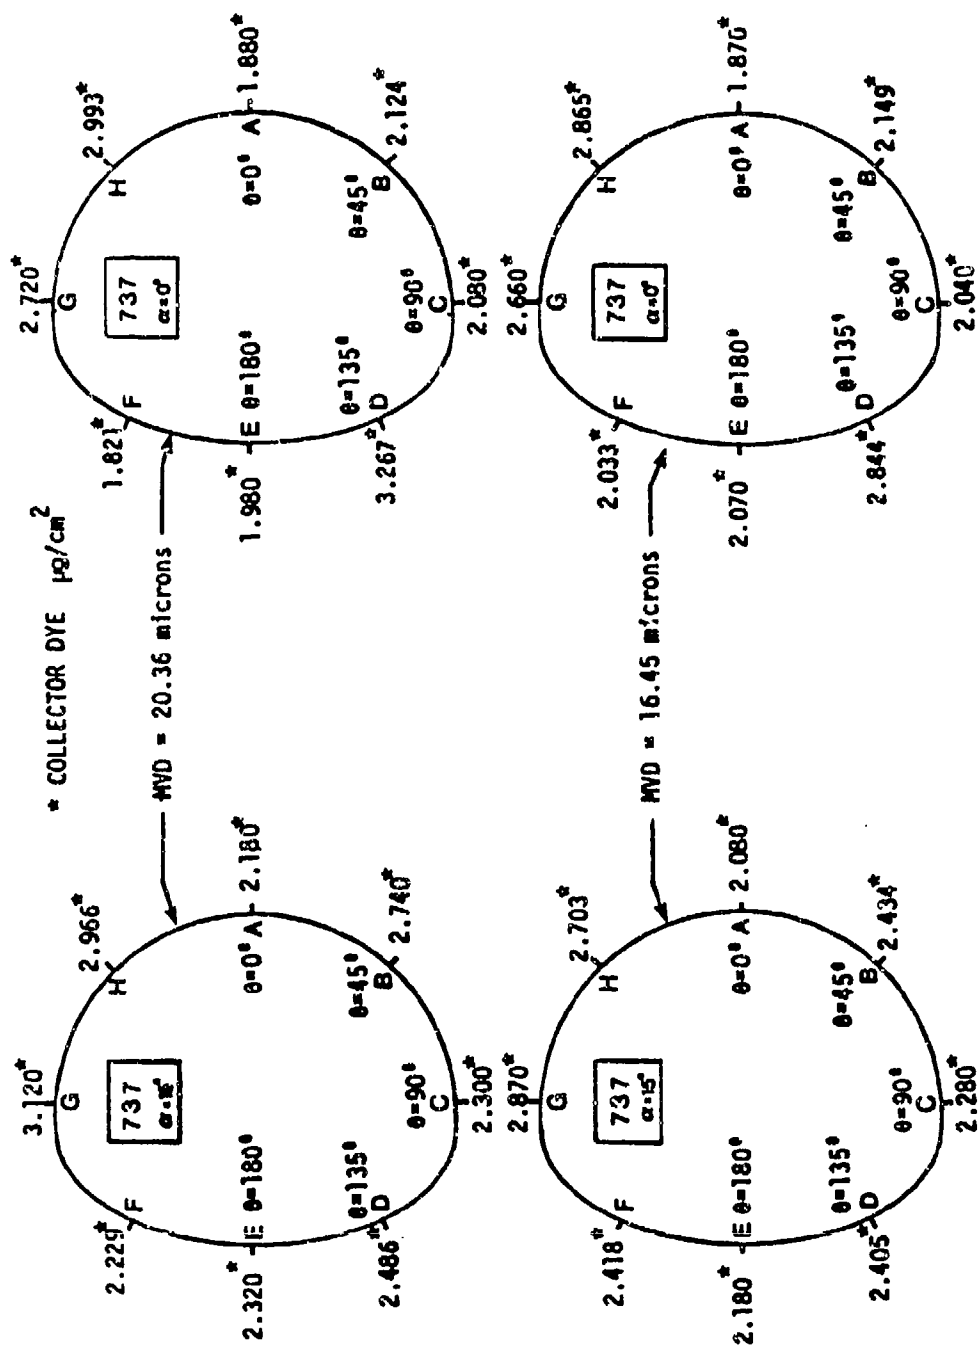 * COLLECTOR DYE µg/cm²
3.120*
G
2.229*
F
2.966*
H
737
α=15°
2.320*
E θ=180°
θ=0° A
2.180*
θ=135°
D
2.486*
θ=45°
B
2.740*
θ=90°
C
2.300*
MVD = 20.36 microns
2.720*
G
1.821*
F
2.993*
H
737
α=0°
1.980*
E θ=180°
θ=0° A
1.880*
θ=135°
D
3.267*
θ=45°
B
2.124*
θ=90°
C
2.080*
2.870*
G
2.418*
F
2.703*
H
737
α=15°
2.180*
E θ=180°
θ=0° A
2.080*
θ=135°
D
2.405*
θ=45°
B
2.434*
θ=90°
C
2.280*
MVD = 16.45 microns
2.660*
G
2.033*
F
2.865*
H
737
α=0°
2.070*
E θ=180°
θ=0° A
1.870*
θ=135°
D
2.844*
θ=45°
B
2.149*
θ=90°
C
2.040*